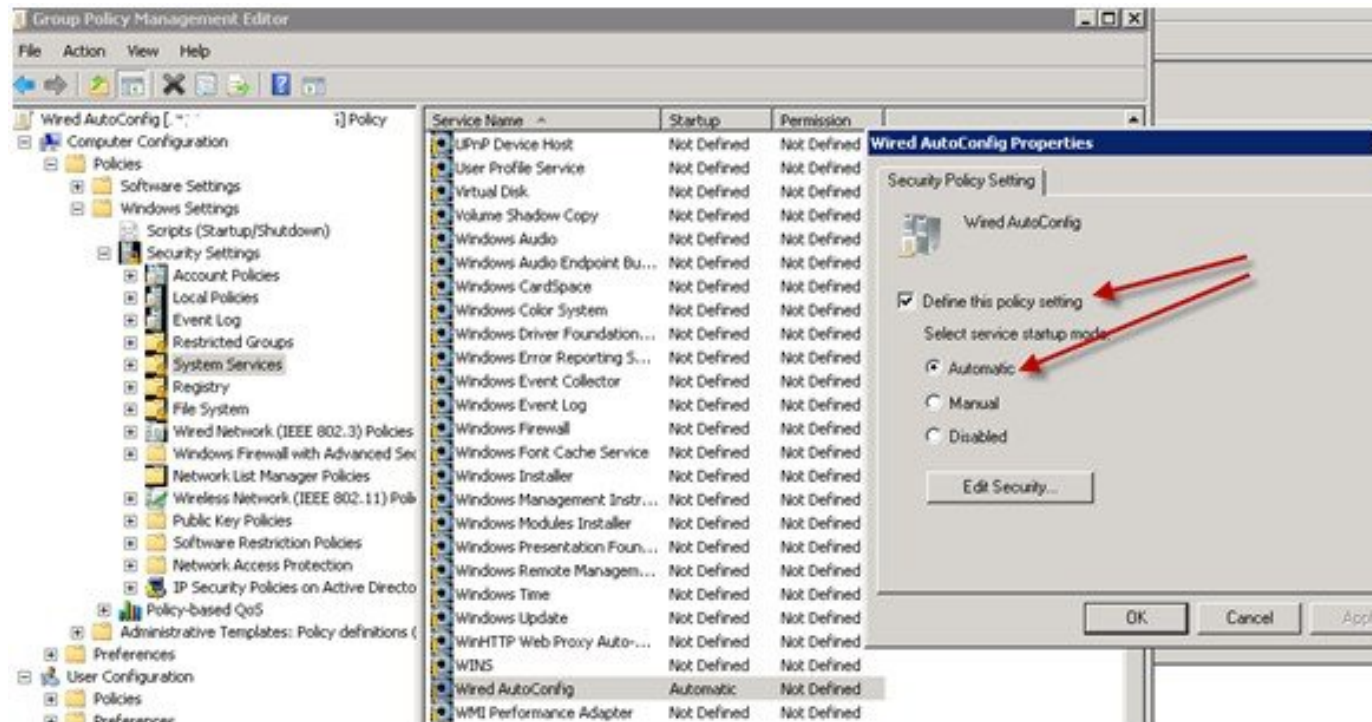 Group Policy Management Editor
File Action View Help
Wired AutoConfig [. Policy
Computer Configuration
Policies
Software Settings
Windows Settings
Scripts (Startup/Shutdown)
Security Settings
Account Policies
Local Policies
Event Log
Restricted Groups
System Services
Registry
File System
Wired Network (IEEE 802.3) Policies
Windows Firewall with Advanced Sec
Network List Manager Policies
Wireless Network (IEEE 802.11) Poli
Public Key Policies
Software Restriction Policies
Network Access Protection
IP Security Policies on Active Directo
Policy-based QoS
Administrative Templates: Policy definitions (
Preferences
User Configuration
Policies
Preferences
Service Name Startup Permission
UPnP Device Host Not Defined Not Defined
User Profile Service Not Defined Not Defined
Virtual Disk Not Defined Not Defined
Volume Shadow Copy Not Defined Not Defined
Windows Audio Not Defined Not Defined
Windows Audio Endpoint Bu... Not Defined Not Defined
Windows CardSpace Not Defined Not Defined
Windows Color System Not Defined Not Defined
Windows Driver Foundation... Not Defined Not Defined
Windows Error Reporting S... Not Defined Not Defined
Windows Event Collector Not Defined Not Defined
Windows Event Log Not Defined Not Defined
Windows Firewall Not Defined Not Defined
Windows Font Cache Service Not Defined Not Defined
Windows Installer Not Defined Not Defined
Windows Management Instr... Not Defined Not Defined
Windows Modules Installer Not Defined Not Defined
Windows Presentation Foun... Not Defined Not Defined
Windows Remote Managem... Not Defined Not Defined
Windows Time Not Defined Not Defined
Windows Update Not Defined Not Defined
WinHTTP Web Proxy Auto-... Not Defined Not Defined
WINS Not Defined Not Defined
Wired AutoConfig Automatic Not Defined
WMI Performance Adapter Not Defined Not Defined
Wired AutoConfig Properties
Security Policy Setting
Wired AutoConfig
Define this policy setting
Select service startup mode:
Automatic
Manual
Disabled
Edit Security...
OK Cancel Appl